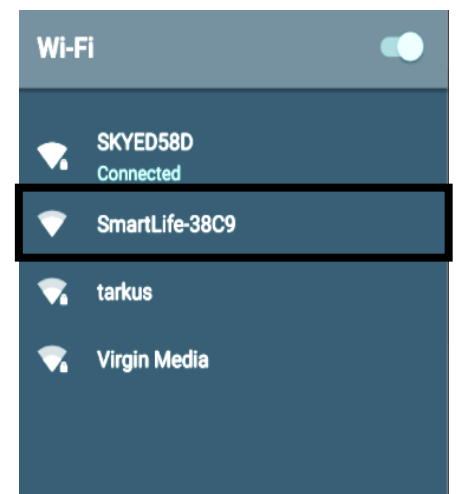 Wi-Fi
SKYED58D
Connected
SmartLife-38C9
tarkus
Virgin Media